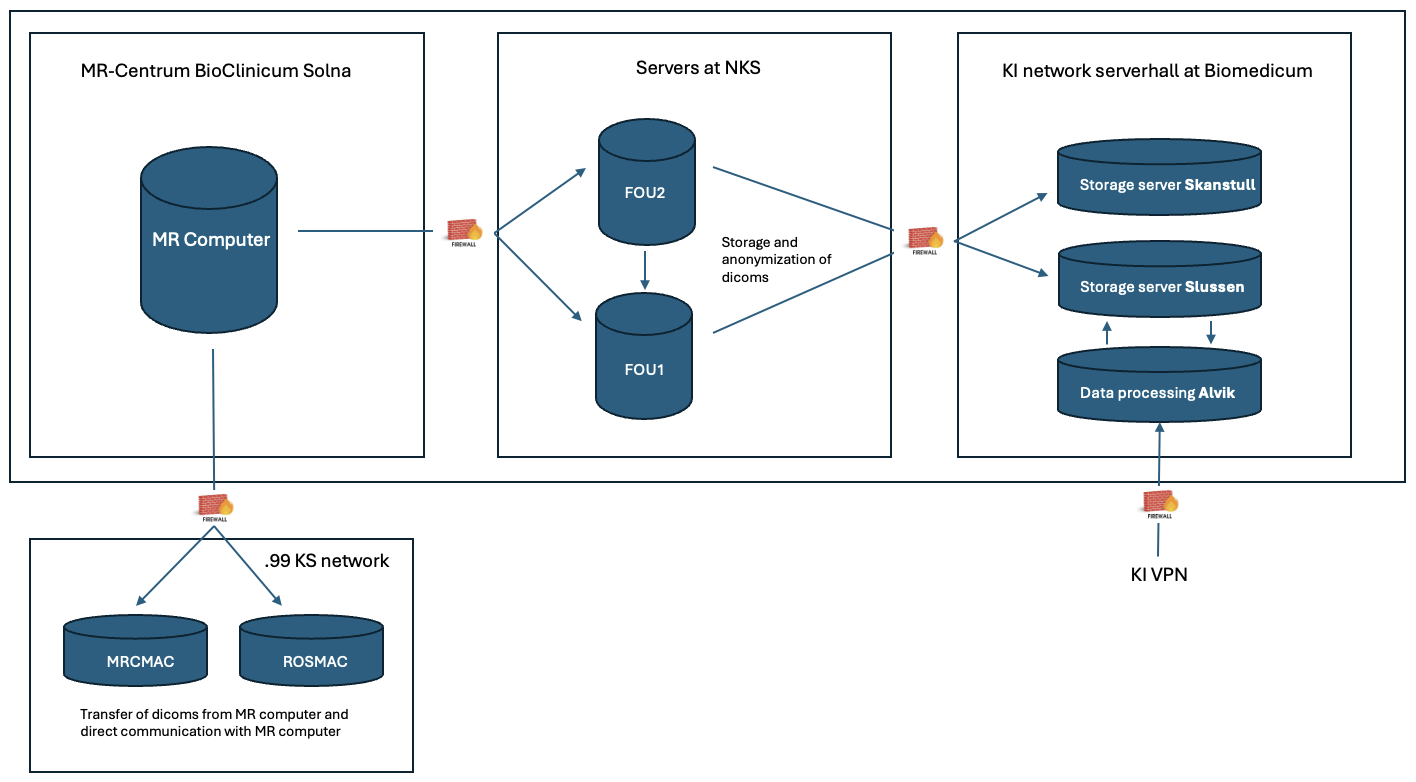 MR-Centrum BioClinicum Solna
MR Computer
FIREWALL
Servers at NKS
FOU2
Storage and
anonymization of
dicoms
FOU1
FIREWALL
KI network serverhall at Biomedicum
Storage server Skanstull
Storage server Slussen
Data processing Alvik
FIREWALL
KI VPN
FIREWALL
.99 KS network
MRCMAC
ROSMAC
Transfer of dicoms from MR computer and
direct communication with MR computer